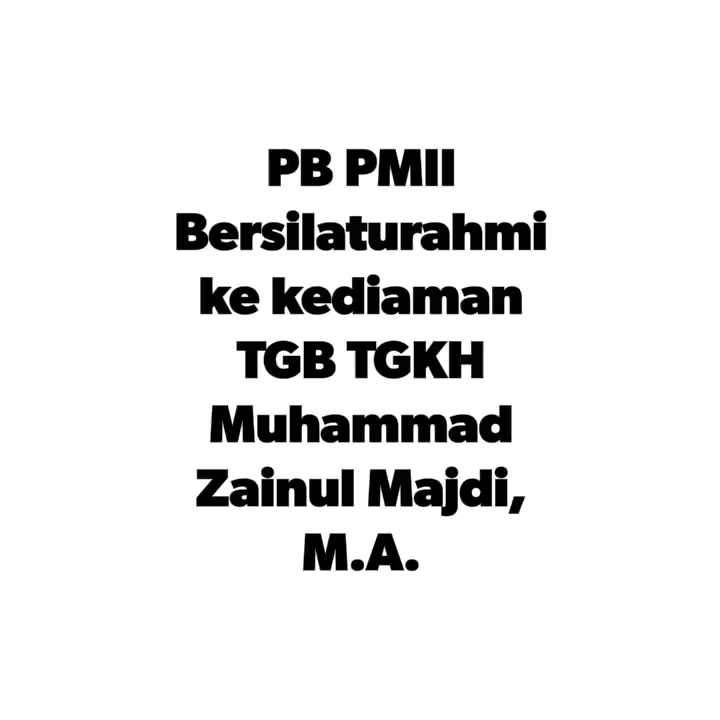 PB PMII
Bersilaturahmi
ke kediaman
TGB TGKH
Muhammad
Zainul Majdi,
M.A.